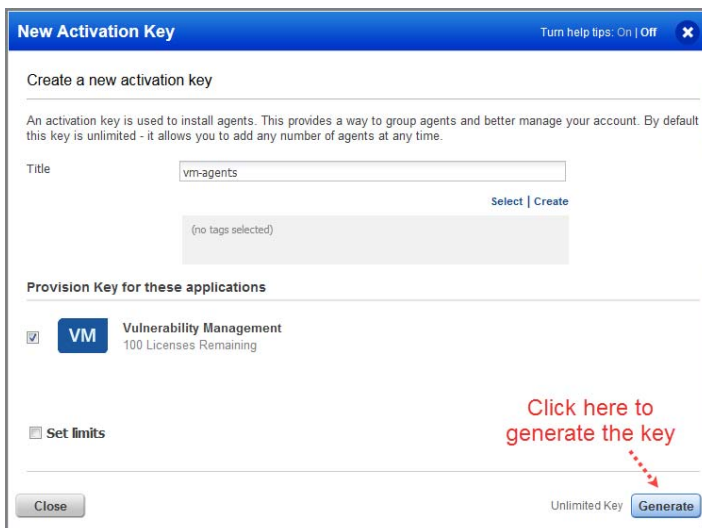 New Activation Key
Turn help tips: On | Off
Create a new activation key
An activation key is used to install agents. This provides a way to group agents and better manage your account. By default
this key is unlimited - it allows you to add any number of agents at any time.
Title
vm-agents
Select | Create
(no tags selected)
Provision Key for these applications
VM
Vulnerability Management
100 Licenses Remaining
Set limits
Click here to
generate the key
Close
Unlimited Key
Generate